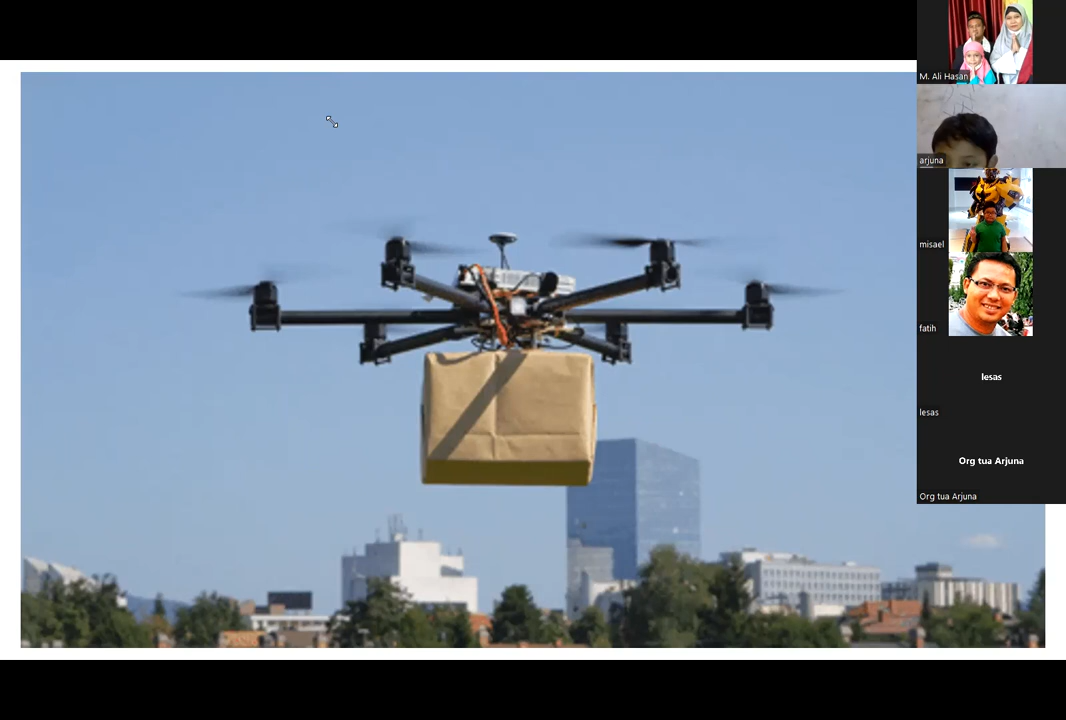 M. Ali Hasan
arjuna
misael
fatih
lesas
lesas
Org tua Arjuna
Org tua Arjuna